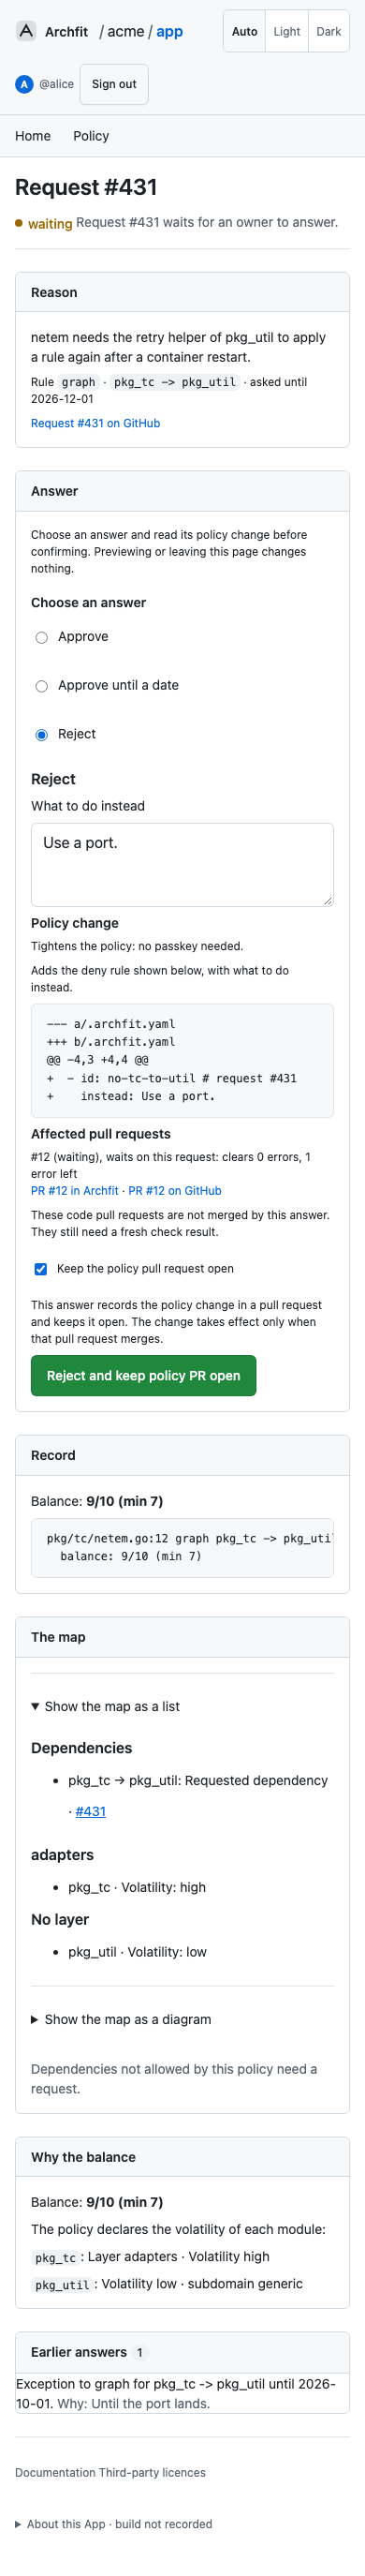 Archfit / acme / app
Auto Light Dark
A @alice Sign out
Home Policy
Request #431
waiting Request #431 waits for an owner to answer.
Reason
netem needs the retry helper of pkg_util to apply
a rule again after a container restart.
Rule graph · pkg_tc -> pkg_util · asked until
2026-12-01
Request #431 on GitHub
Answer
Choose an answer and read its policy change before
confirming. Previewing or leaving this page changes
nothing.
Choose an answer
Approve
Approve until a date
Reject
Reject
What to do instead
Use a port.
Policy change
Tightens the policy: no passkey needed.
Adds the deny rule shown below, with what to do
instead.
--- a/.archfit.yaml
+++ b/.archfit.yaml
@@ -4,3 +4,4 @@
+  - id: no-tc-to-util # request #431
+    instead: Use a port.
Affected pull requests
#12 (waiting), waits on this request: clears 0 errors, 1
error left
PR #12 in Archfit · PR #12 on GitHub
These code pull requests are not merged by this answer.
They still need a fresh check result.
Keep the policy pull request open
This answer records the policy change in a pull request
and keeps it open. The change takes effect only when
that pull request merges.
Reject and keep policy PR open
Record
Balance: 9/10 (min 7)
pkg/tc/netem.go:12 graph pkg_tc -> pkg_util
balance: 9/10 (min 7)
The map
Show the map as a list
Dependencies
• pkg_tc → pkg_util: Requested dependency
· #431
adapters
• pkg_tc · Volatility: high
No layer
• pkg_util · Volatility: low
Show the map as a diagram
Dependencies not allowed by this policy need a
request.
Why the balance
Balance: 9/10 (min 7)
The policy declares the volatility of each module:
pkg_tc: Layer adapters · Volatility high
pkg_util: Volatility low · subdomain generic
Earlier answers 1
Exception to graph for pkg_tc -> pkg_util until 2026-
10-01. Why: Until the port lands.
Documentation Third-party licences
About this App · build not recorded